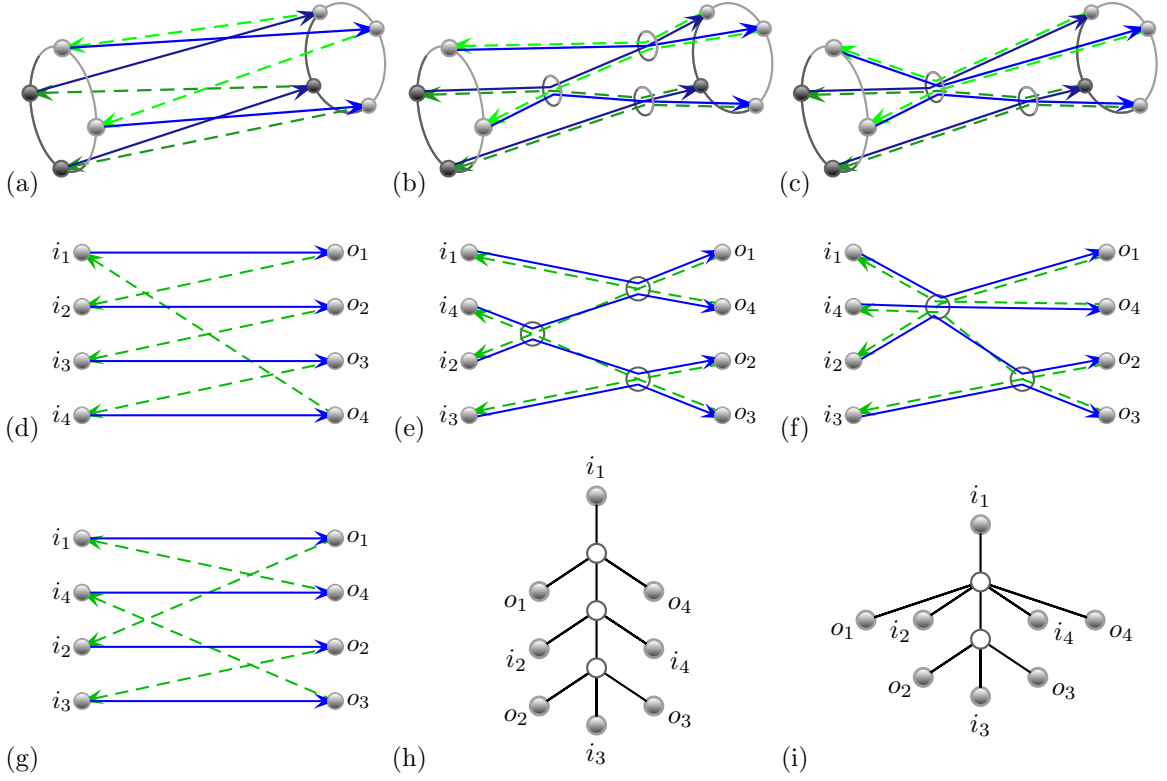 (a)
(b)
(c)
i₁ o₁
i₂ o₂
i₃ o₃
i₄ o₄
(d)
i₁ o₁
i₄ o₄
i₂ o₂
i₃ o₃
(e)
i₁ o₁
i₄ o₄
i₂ o₂
i₃ o₃
(f)
i₁ o₁
i₄ o₄
i₂ o₂
i₃ o₃
(g)
i₁
o₁ o₄
i₂ i₄
o₂ o₃
i₃
(h)
i₁
o₁ i₂ i₄ o₄
o₂ o₃
i₃
(i)